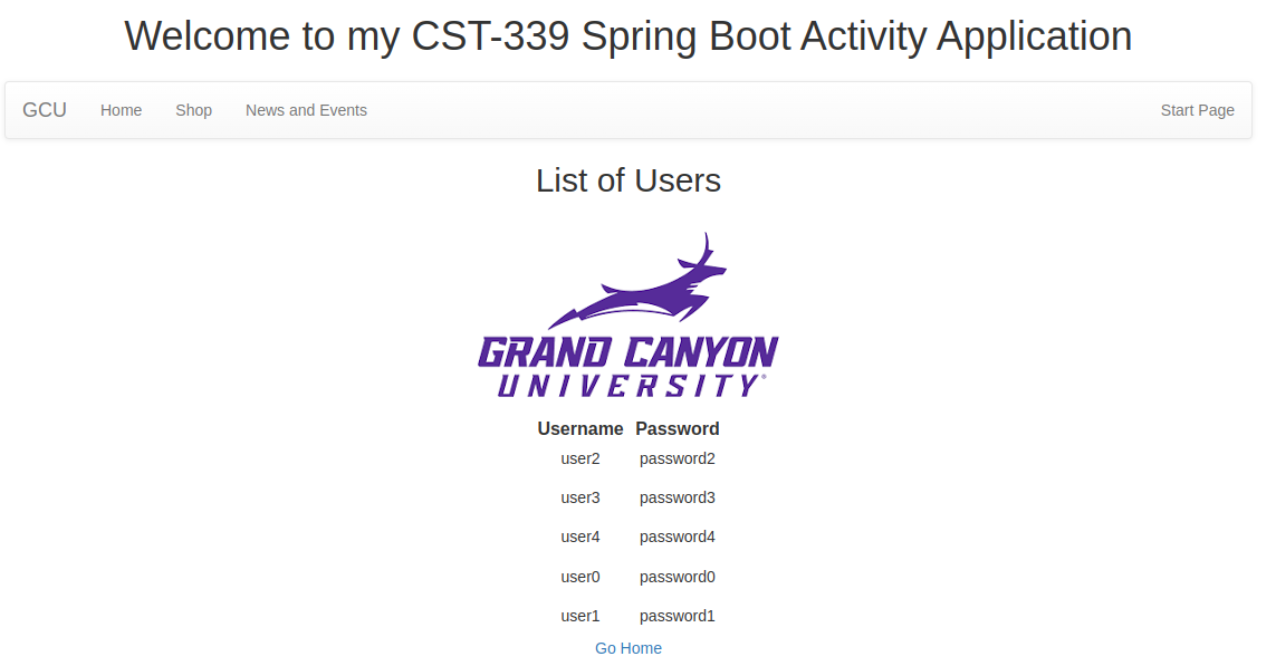 Welcome to my CST-339 Spring Boot Activity Application
GCU Home Shop News and Events Start Page
List of Users
GRAND CANYON
UNIVERSITY®
Username Password
user2 password2
user3 password3
user4 password4
user0 password0
user1 password1
Go Home